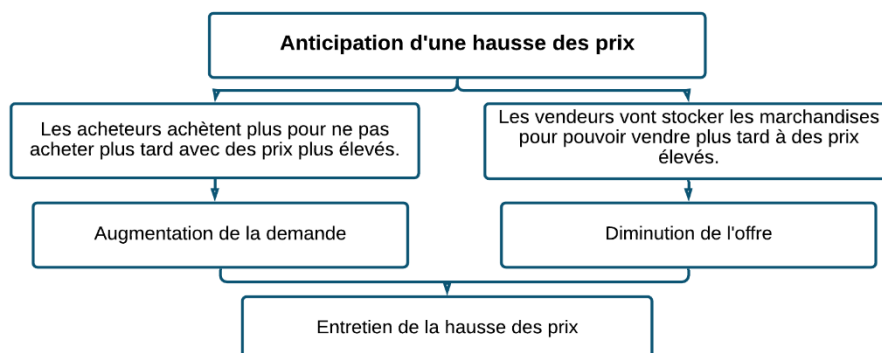 Anticipation d'une hausse des prix
Les acheteurs achètent plus pour ne pas
acheter plus tard avec des prix plus élevés.
Les vendeurs vont stocker les marchandises
pour pouvoir vendre plus tard à des prix
élevés.
Augmentation de la demande
Diminution de l'offre
Entretien de la hausse des prix